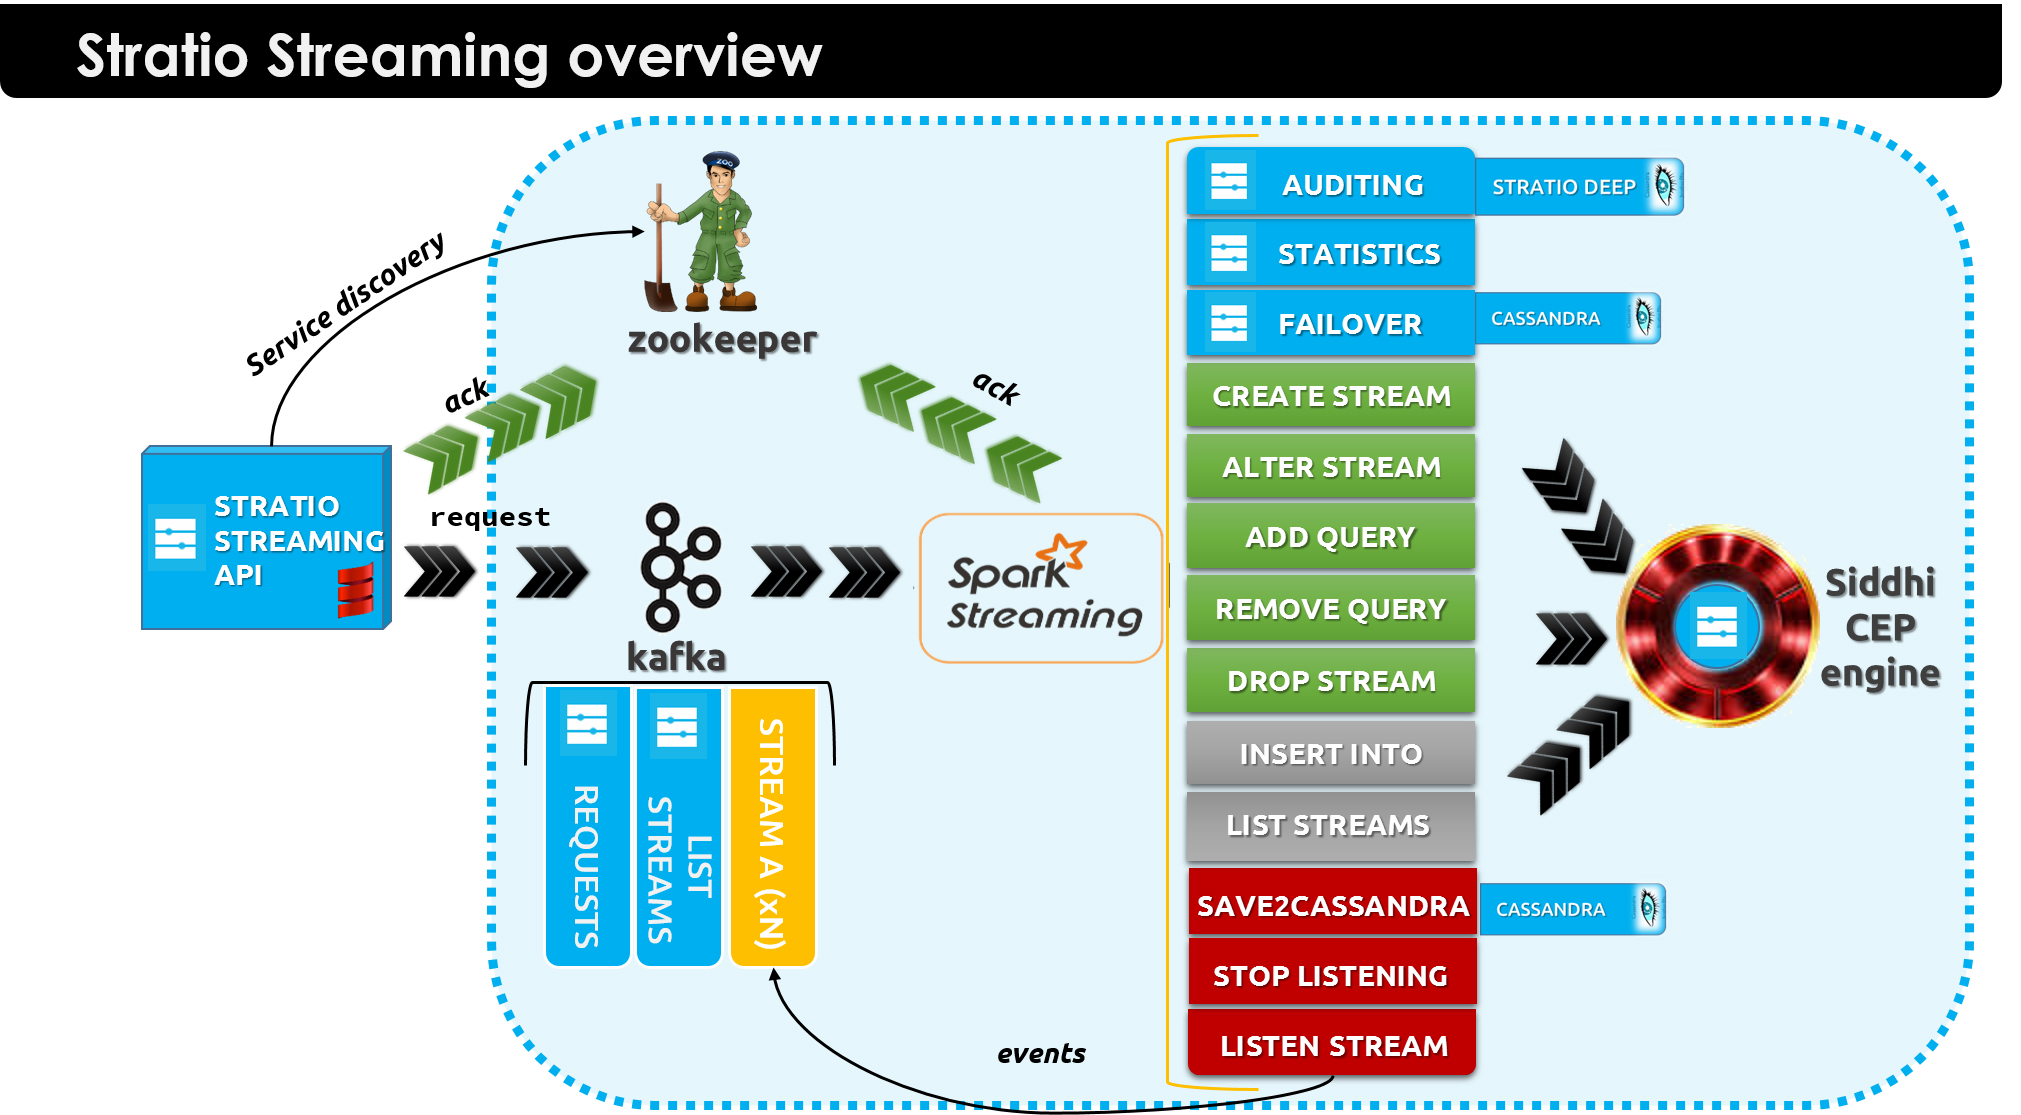 Stratio Streaming overview
ZOO
zookeeper
Service discovery
ack
ack
STRATIO
STREAMING
API
request
kafka
Spark
Streaming
REQUESTS
LIST
STREAMS
STREAM A (xN)
events
AUDITING
STRATIO DEEP
STATISTICS
FAILOVER
CASSANDRA
CREATE STREAM
ALTER STREAM
ADD QUERY
REMOVE QUERY
DROP STREAM
INSERT INTO
LIST STREAMS
SAVE2CASSANDRA
CASSANDRA
STOP LISTENING
LISTEN STREAM
Siddhi
CEP
engine